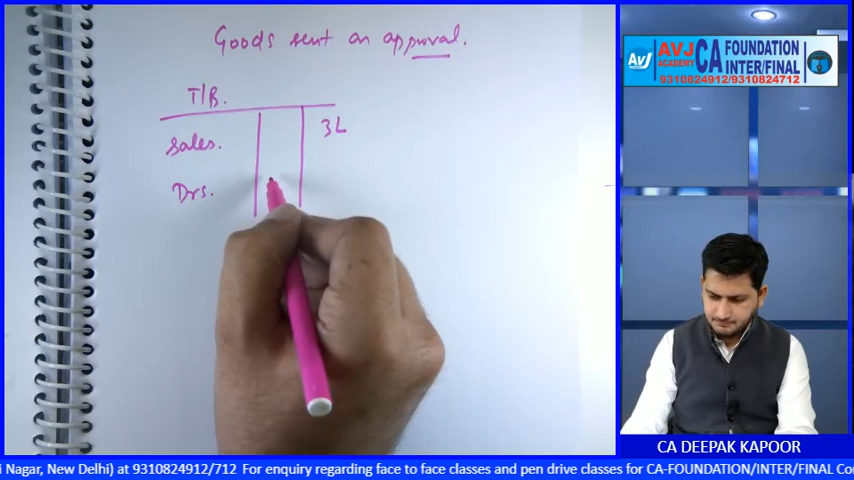 Goods sent on approval.
T/B.
Sales. 3L
Drs.
AVJ
AVJ ACADEMY CA FOUNDATION INTER/FINAL
9310824912/9310824712
CA DEEPAK KAPOOR
i Nagar, New Delhi) at 9310824912/712 For enquiry regarding face to face classes and pen drive classes for CA-FOUNDATION/INTER/FINAL Co